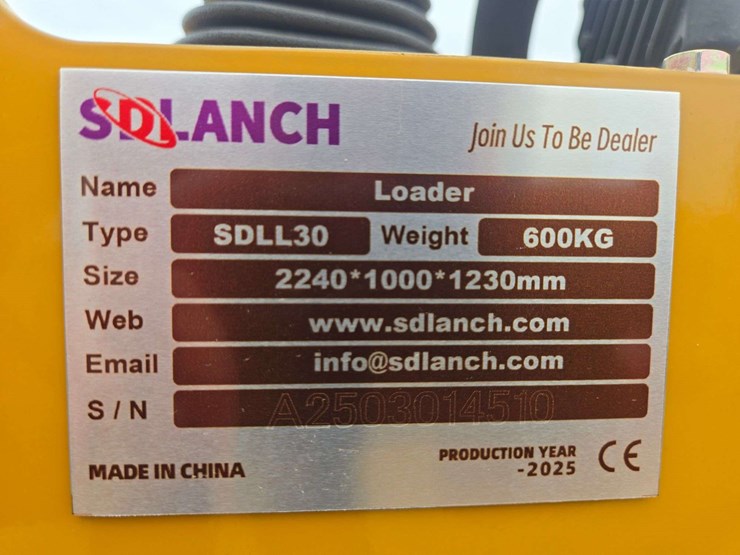 SDLANCH
Join Us To Be Dealer
Name Loader
Type SDLL30 Weight 600KG
Size 2240*1000*1230mm
Web www.sdlanch.com
Email info@sdlanch.com
S/N A2503014510
MADE IN CHINA
PRODUCTION YEAR
-2025
CE